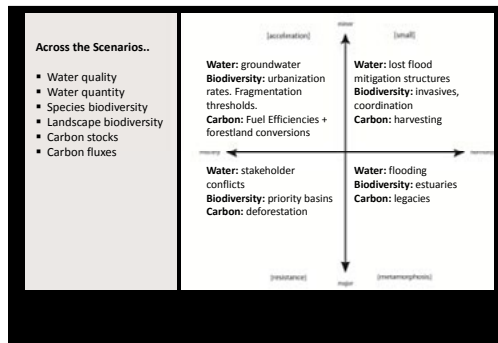 Across the Scenarios..
▪ Water quality
▪ Water quantity
▪ Species biodiversity
▪ Landscape biodiversity
▪ Carbon stocks
▪ Carbon fluxes
minor
[acceleration]
[small]
Water: groundwater
Biodiversity: urbanization
rates. Fragmentation
thresholds.
Carbon: Fuel Efficiencies +
forestland conversions
Water: lost flood
mitigation structures
Biodiversity: invasives,
coordination
Carbon: harvesting
Water: stakeholder
conflicts
Biodiversity: priority basins
Carbon: deforestation
Water: flooding
Biodiversity: estuaries
Carbon: legacies
[resistance]
major
[metamorphosis]